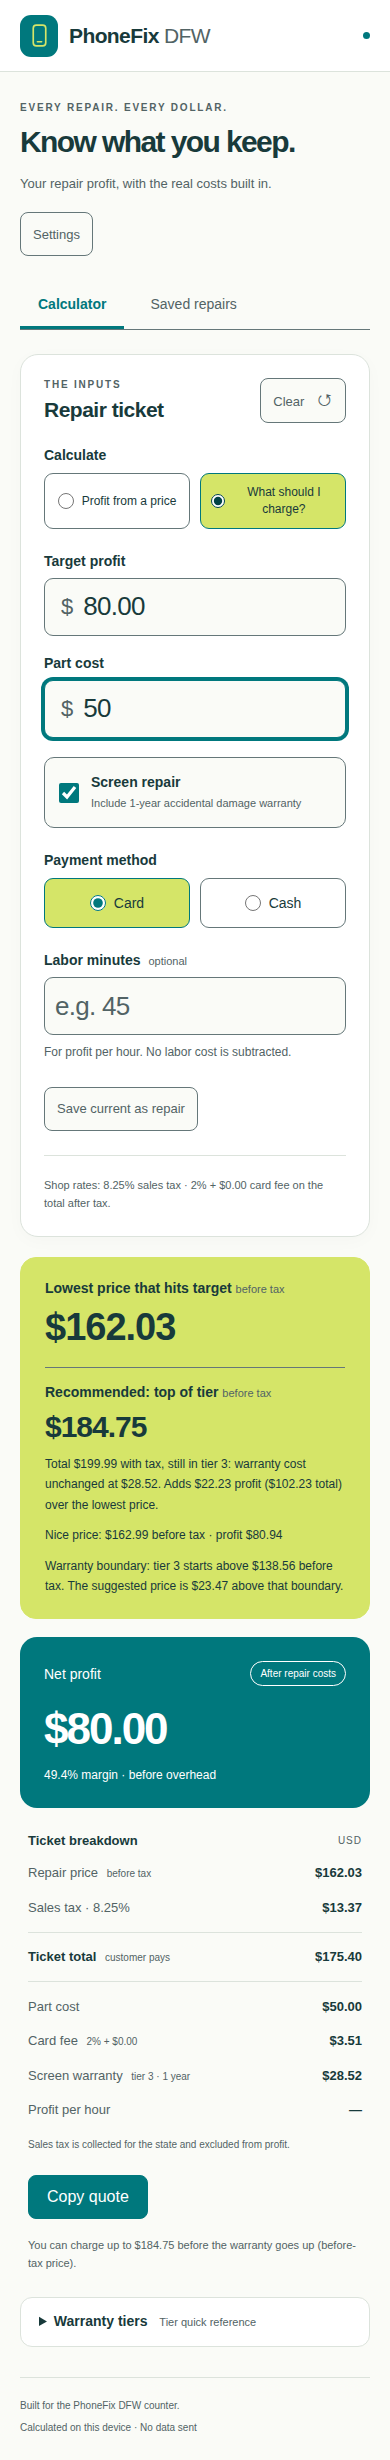 PhoneFix DFW
EVERY REPAIR. EVERY DOLLAR.
Know what you keep.
Your repair profit, with the real costs built in.
Settings
Calculator Saved repairs
THE INPUTS
Repair ticket
Clear
Calculate
Profit from a price
What should I
charge?
Target profit
$ 80.00
Part cost
$ 50
Screen repair
Include 1-year accidental damage warranty
Payment method
Card Cash
Labor minutes optional
e.g. 45
For profit per hour. No labor cost is subtracted.
Save current as repair
Shop rates: 8.25% sales tax · 2% + $0.00 card fee on the
total after tax.
Lowest price that hits target before tax
$162.03
Recommended: top of tier before tax
$184.75
Total $199.99 with tax, still in tier 3: warranty cost
unchanged at $28.52. Adds $22.23 profit ($102.23 total)
over the lowest price.
Nice price: $162.99 before tax · profit $80.94
Warranty boundary: tier 3 starts above $138.56 before
tax. The suggested price is $23.47 above that boundary.
Net profit After repair costs
$80.00
49.4% margin · before overhead
Ticket breakdown USD
Repair price before tax $162.03
Sales tax · 8.25% $13.37
Ticket total customer pays $175.40
Part cost $50.00
Card fee 2% + $0.00 $3.51
Screen warranty tier 3 · 1 year $28.52
Profit per hour —
Sales tax is collected for the state and excluded from profit.
Copy quote
You can charge up to $184.75 before the warranty goes up (before-
tax price).
Warranty tiers Tier quick reference
Built for the PhoneFix DFW counter.
Calculated on this device · No data sent